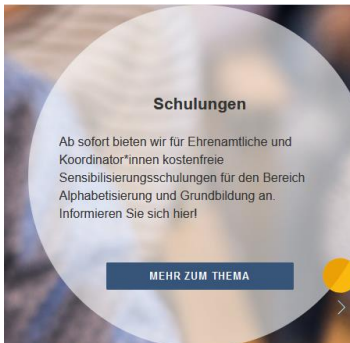 Schulungen
Ab sofort bieten wir für Ehrenamtliche und
Koordinator*innen kostenfreie
Sensibilisierungsschulungen für den Bereich
Alphabetisierung und Grundbildung an.
Informieren Sie sich hier!
MEHR ZUM THEMA